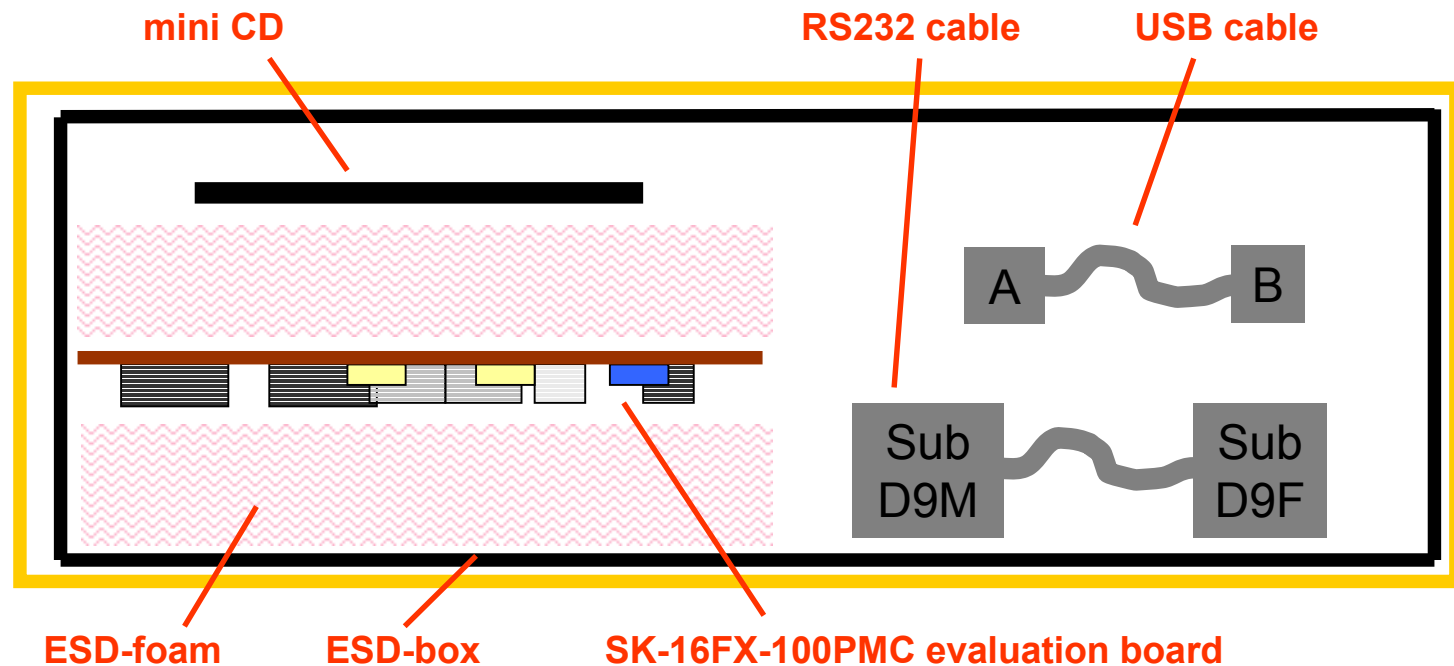 mini CD
RS232 cable
USB cable
A
B
Sub
D9M
Sub
D9F
ESD-foam
ESD-box
SK-16FX-100PMC evaluation board